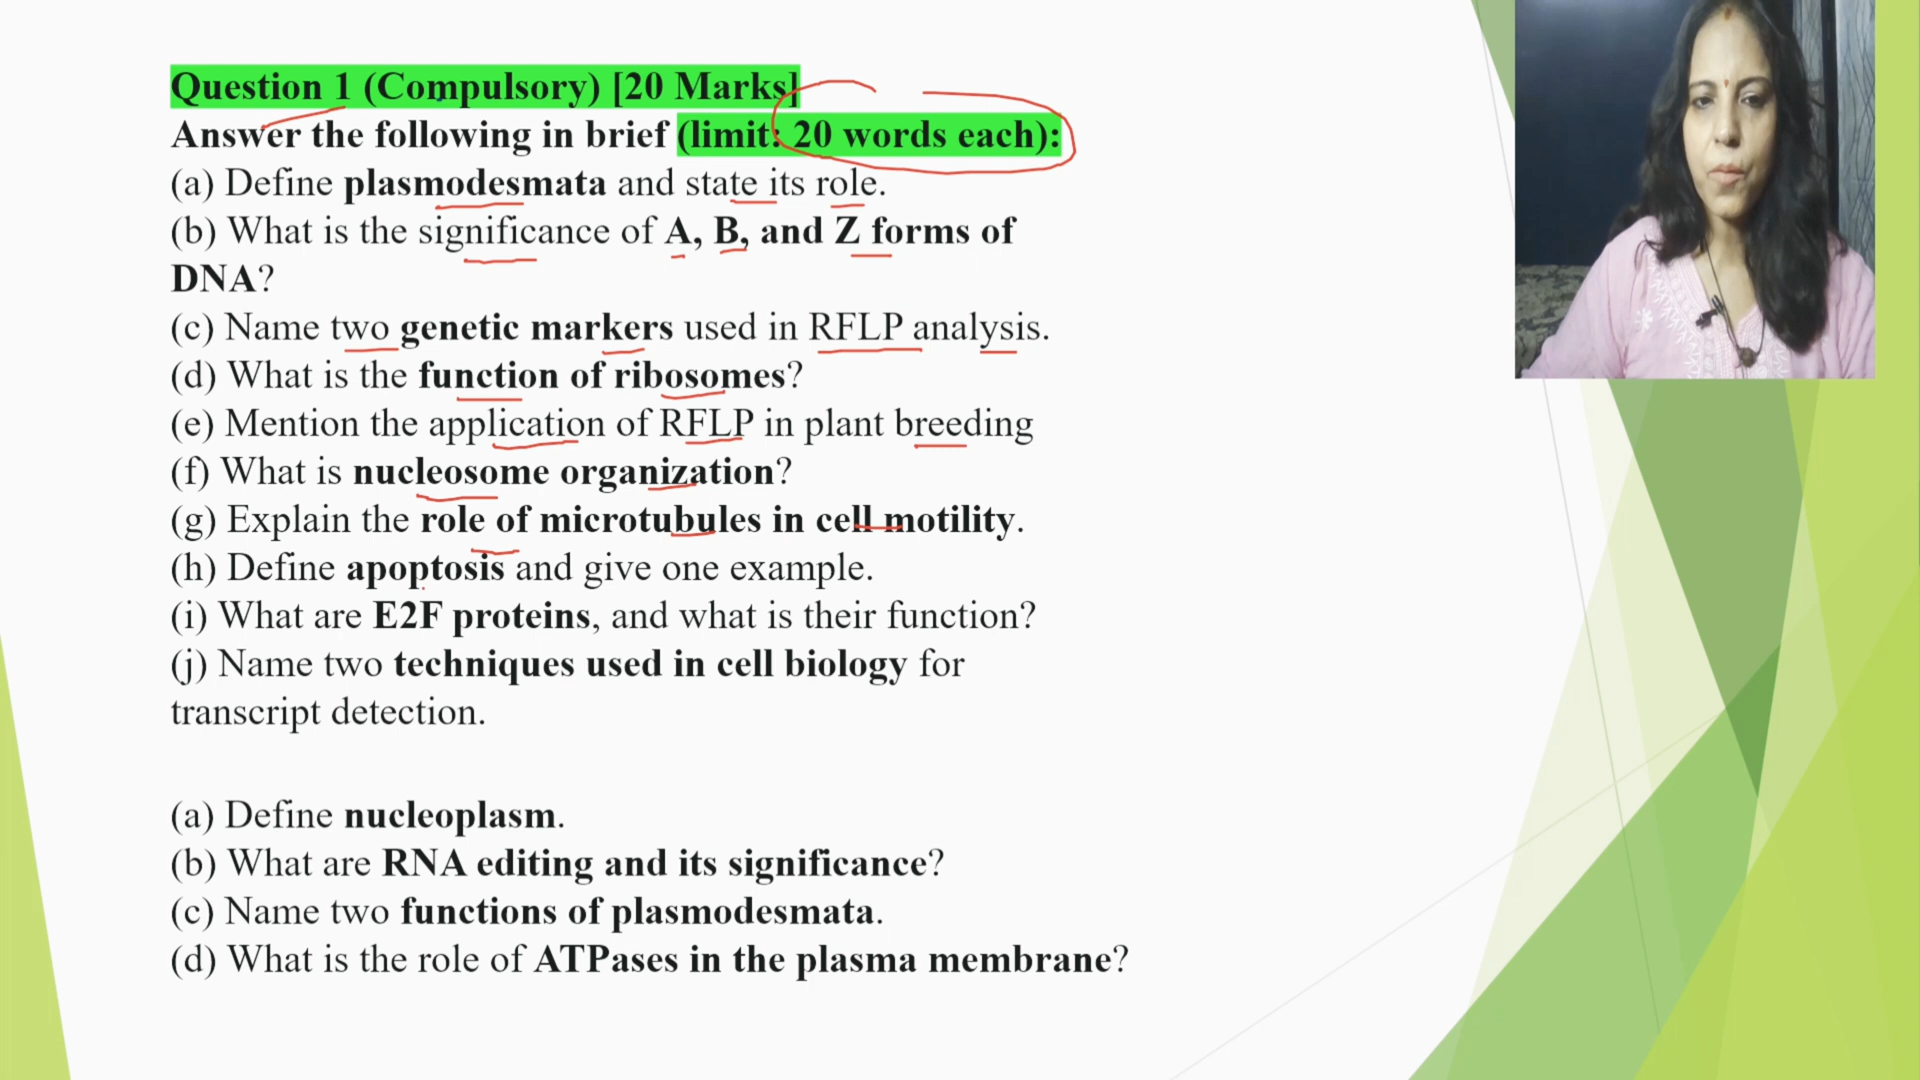 Question 1 (Compulsory) [20 Marks]
Answer the following in brief (limit: 20 words each):
(a) Define plasmodesmata and state its role.
(b) What is the significance of A, B, and Z forms of
DNA?
(c) Name two genetic markers used in RFLP analysis.
(d) What is the function of ribosomes?
(e) Mention the application of RFLP in plant breeding
(f) What is nucleosome organization?
(g) Explain the role of microtubules in cell motility.
(h) Define apoptosis and give one example.
(i) What are E2F proteins, and what is their function?
(j) Name two techniques used in cell biology for
transcript detection.
(a) Define nucleoplasm.
(b) What are RNA editing and its significance?
(c) Name two functions of plasmodesmata.
(d) What is the role of ATPases in the plasma membrane?